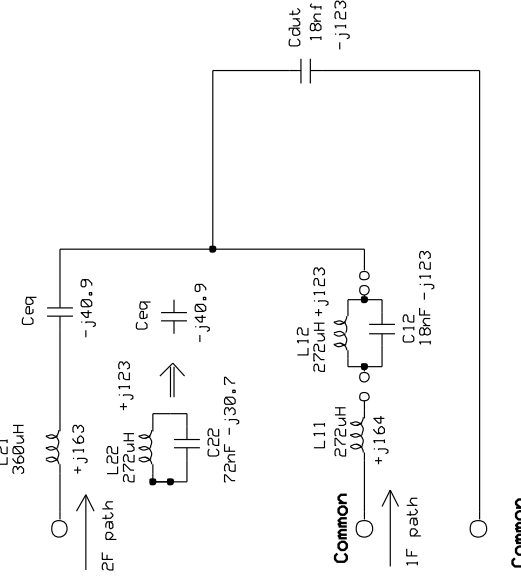 Cdut
18nf
-j123
Ceq
-j40.9
Ceq
-j40.9
L21
360uH
+j163
L22
272uH
+j123
C22
72nF -j30.7
L12
272uH +j123
C12
18nF -j123
L11
272uH
+j164
2F path
Common
1F path
Common